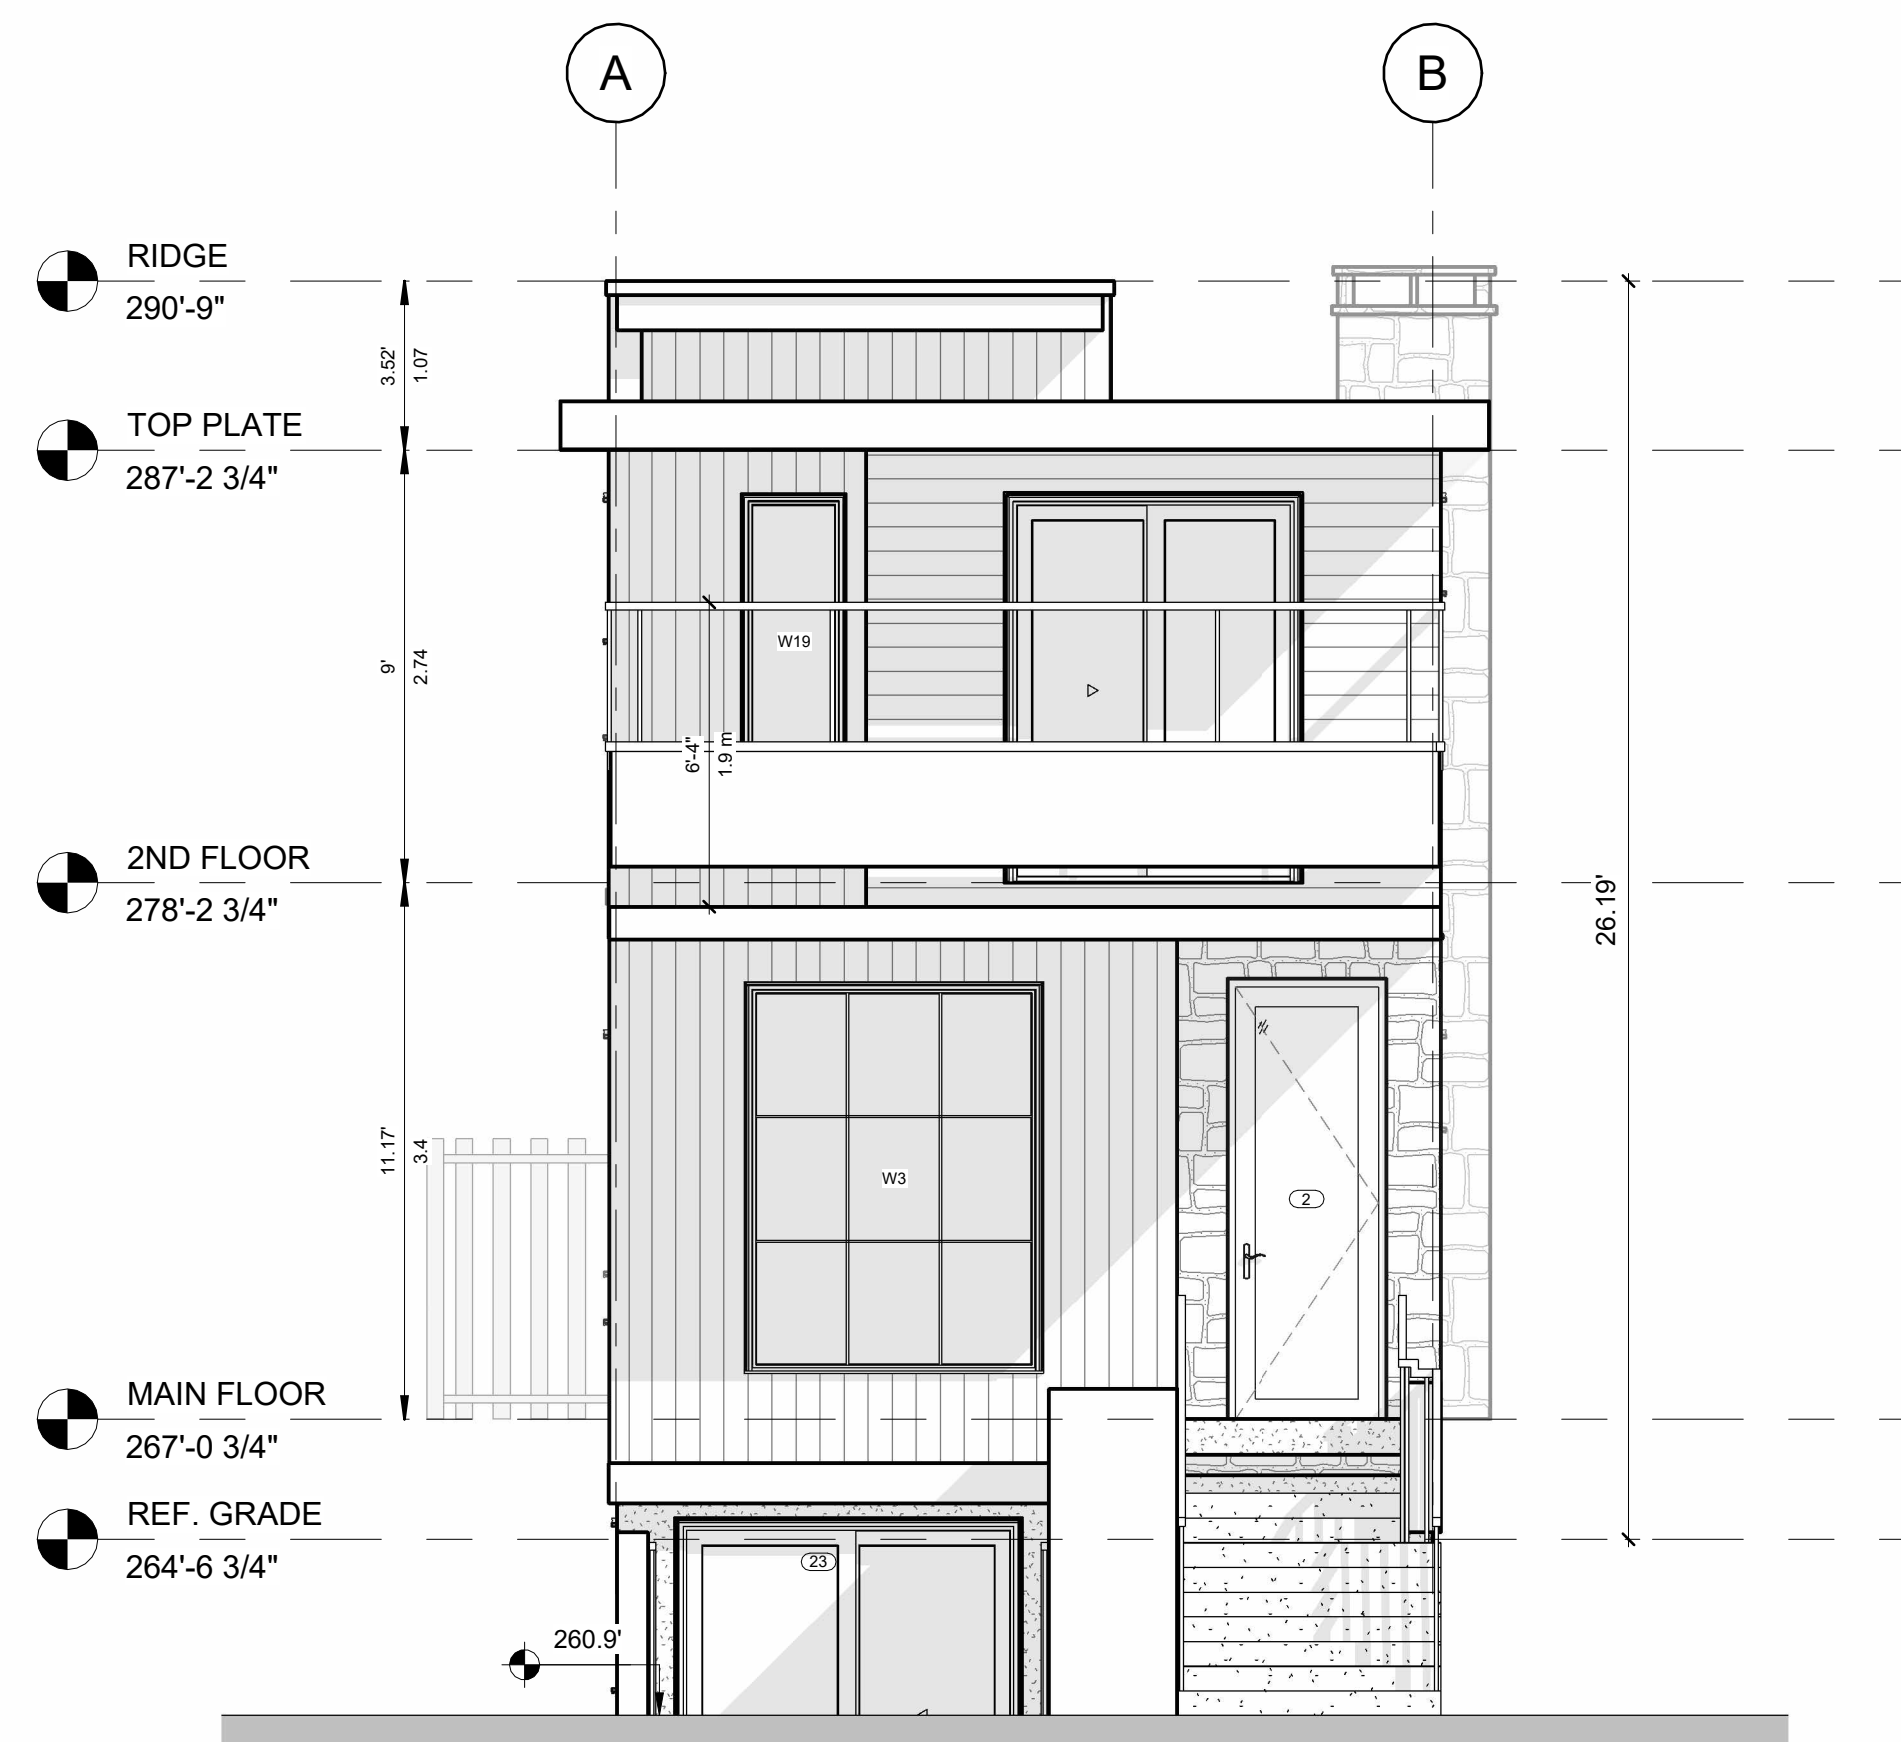 A
B
RIDGE
290'-9"
3.52'
1.07
TOP PLATE
287'-2 3/4"
W19
9'
2.74
6'-4"
1.9 m
2ND FLOOR
278'-2 3/4"
26.19'
11.17'
3.4
W3
2
MAIN FLOOR
267'-0 3/4"
REF. GRADE
264'-6 3/4"
23
260.9'